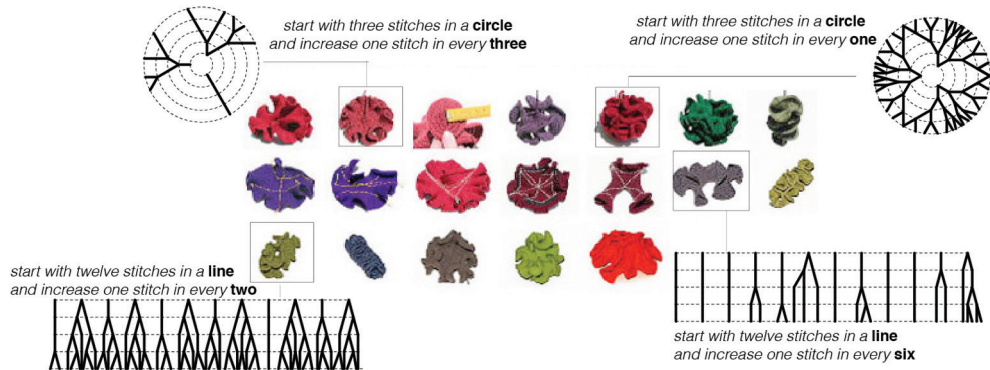 start with three stitches in a circle
and increase one stitch in every three
start with three stitches in a circle
and increase one stitch in every one
start with twelve stitches in a line
and increase one stitch in every two
start with twelve stitches in a line
and increase one stitch in every six